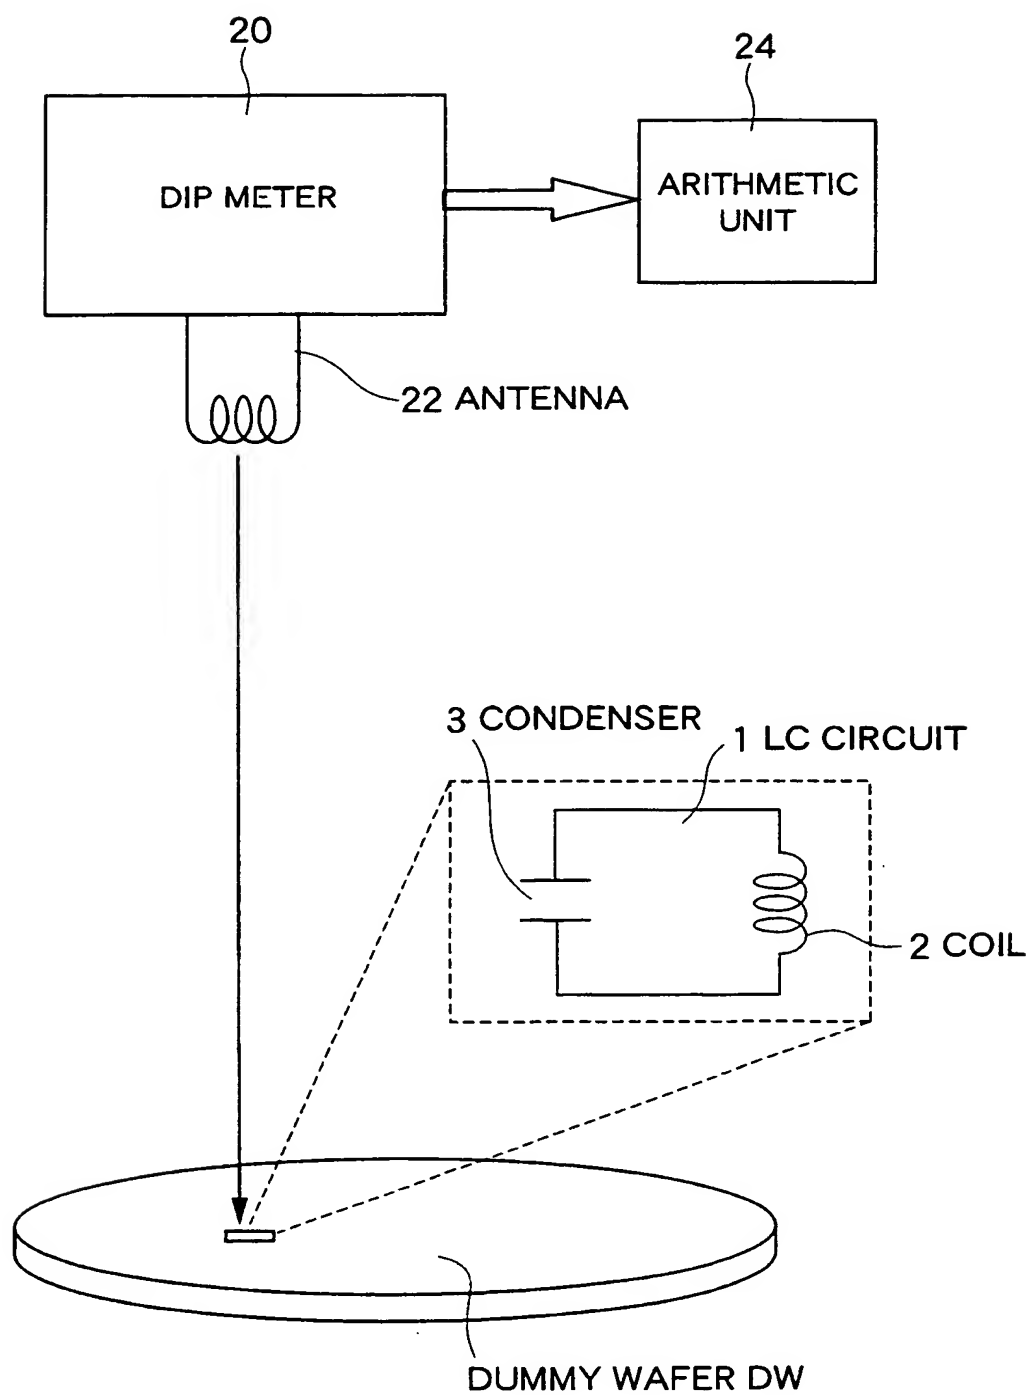 20
24
DIP METER
ARITHMETIC
UNIT
22 ANTENNA
3 CONDENSER
1 LC CIRCUIT
2 COIL
DUMMY WAFER DW